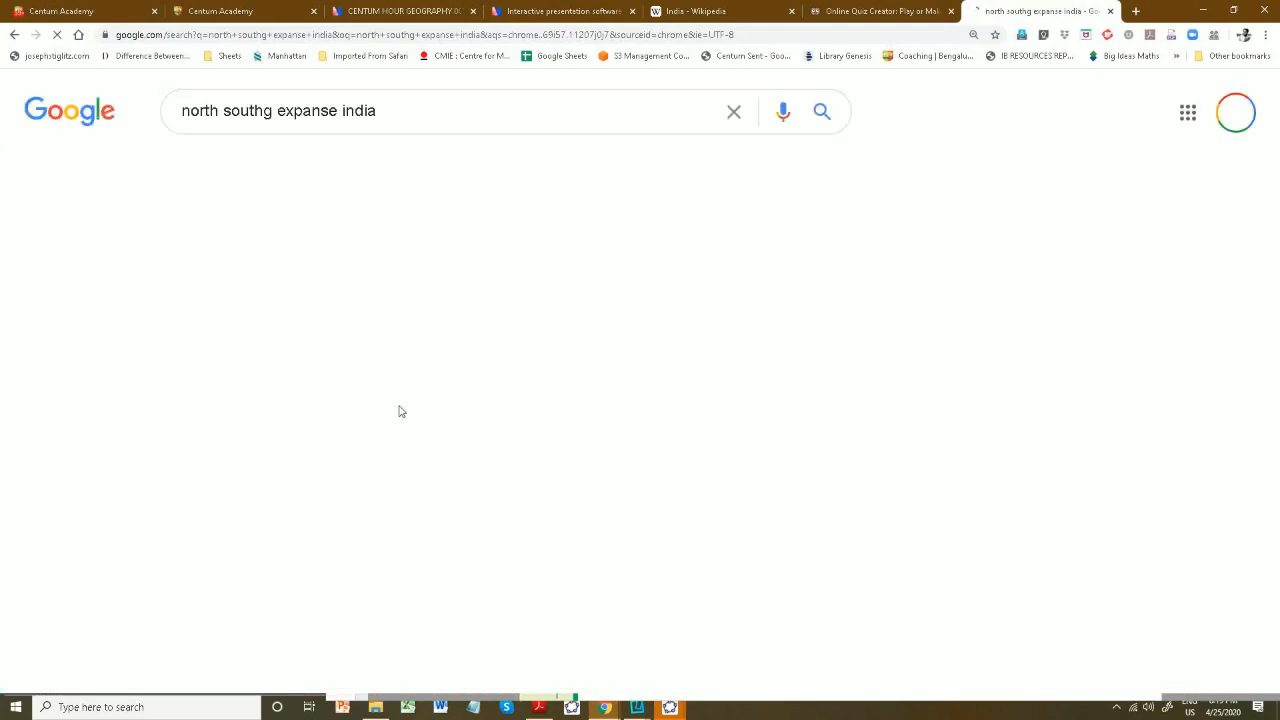 Centum Academy
Centum Academy
CENTUM HOUR GEOGRAPHY
Interactive presentation software
India - Wikipedia
Online Quiz Creator: Play or Mak
north southg expanse india - Go
google.com/search?q=north+southg+expanse+india&oq=north+southg+expanse+india&aqs=chrome..69i57.11207j0j7&sourceid=chrome&ie=UTF-8
josephstiglitz.com
Difference Between...
Sheets
Manhattan
Imported From Safari
CMIE: Centre for M...
Google Sheets
S3 Management Co...
Centum Sent - Goo...
Library Genesis
Coaching | Bengalu...
IB RESOURCES REP...
Big Ideas Maths
»
Other bookmarks
Google
north southg expanse india
Type here to search
ENG
US
4/25/2020